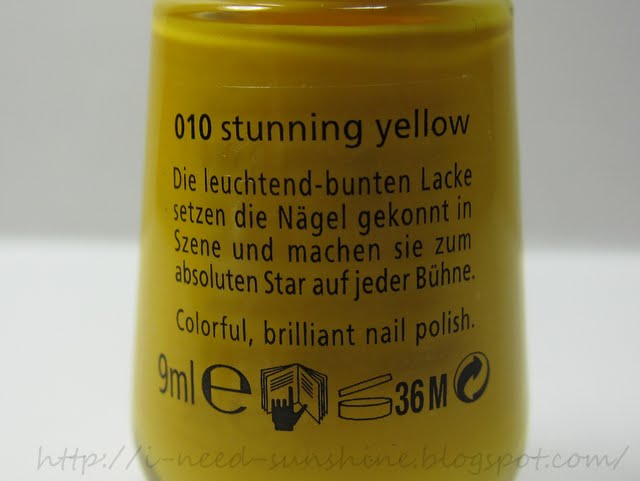 010 stunning yellow
Die leuchtend-bunten Lacke
setzen die Nägel gekonnt in
Szene und machen sie zum
absoluten Star auf jeder Bühne.
Colorful, brilliant nail polish.
9ml e 36 M
http://i-need-sunshine.blogspot.com/